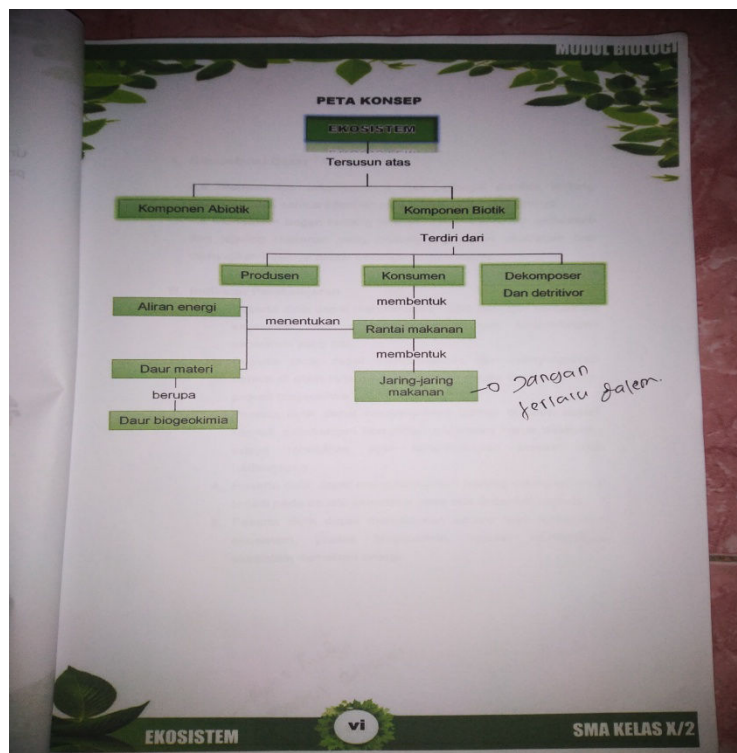 MODUL BIOLOGI
PETA KONSEP
EKOSISTEM
Tersusun atas
Komponen Abiotik
Komponen Biotik
Terdiri dari
Produsen
Konsumen
Dekomposer
Dan detritivor
membentuk
Aliran energi
menentukan
Rantai makanan
membentuk
Daur materi
Jaring-jaring
makanan
Jangan
terlalu dalem.
berupa
Daur biogeokimia
EKOSISTEM
vi
SMA KELAS X/2